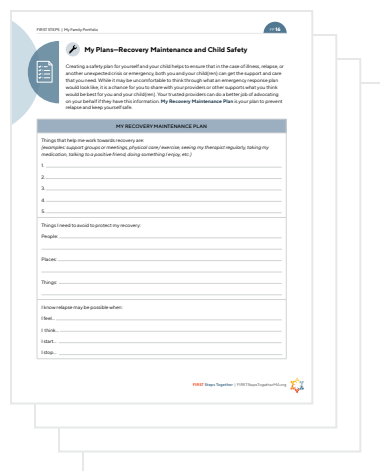 FIRST STEPS | My Family Portfolio
16
My Plans—Recovery Maintenance and Child Safety
Creating a safety plan for yourself and your child helps to ensure that in the case of illness, relapse, or
another unexpected crisis or emergency, both you and your child(ren) can get the support and care
that you need. While it may be uncomfortable to think through what an emergency response plan
would look like, it is a chance for you to share with your providers or other supports what you think
would be best for you and your child(ren). Your trusted providers can do a better job of advocating
on your behalf if they have this information. My Recovery Maintenance Plan is your plan to prevent
relapse and keep yourself safe.
MY RECOVERY MAINTENANCE PLAN
Things that help me work towards recovery are:
(examples: support groups or meetings, physical care/ exercise, seeing my therapist regularly, taking my
medication, talking to a positive friend, doing something I enjoy, etc.)
1.
2.
3.
4.
5.
Things I need to avoid to protect my recovery:
People:
Places:
Things:
I know relapse may be possible when:
I feel...
I think...
I start...
I stop...
FIRST Steps Together | FIRSTStepsTogetherMA.org